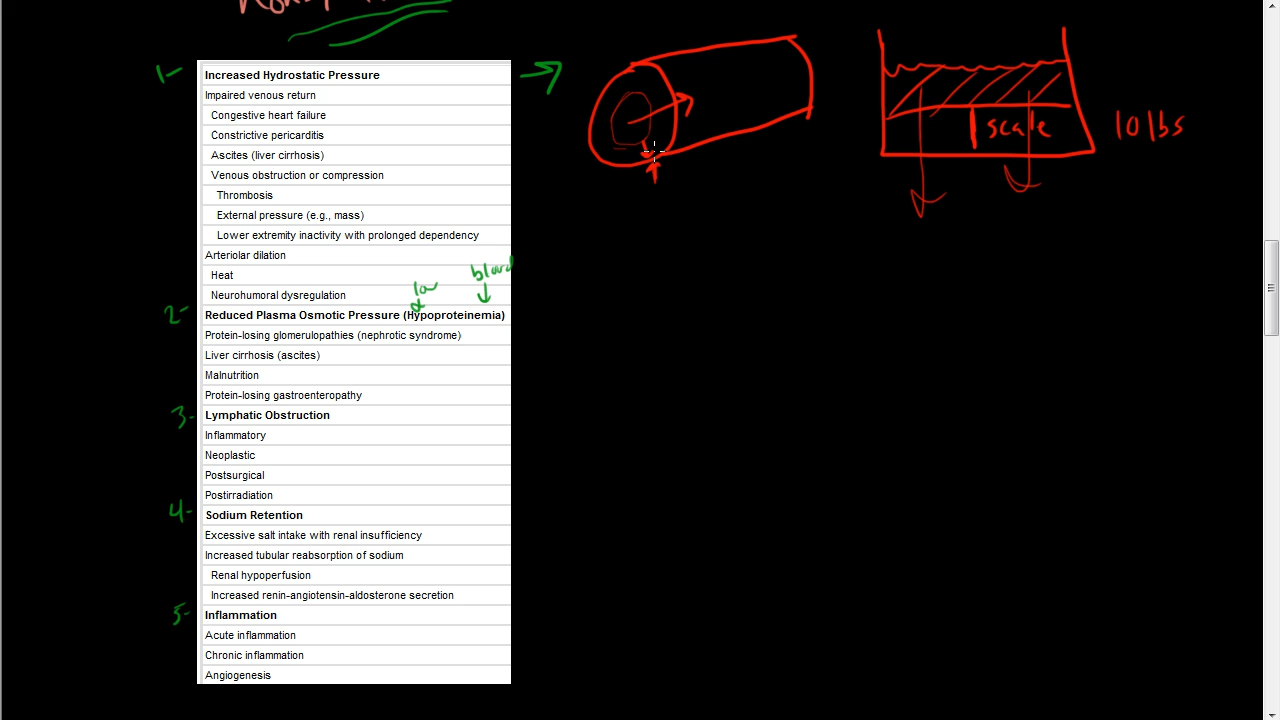 1-
Increased Hydrostatic Pressure
Impaired venous return
Congestive heart failure
Constrictive pericarditis
Ascites (liver cirrhosis)
Venous obstruction or compression
Thrombosis
External pressure (e.g., mass)
Lower extremity inactivity with prolonged dependency
Arteriolar dilation
Heat
Neurohumoral dysregulation
low
blood
2-
Reduced Plasma Osmotic Pressure (Hypoproteinemia)
Protein-losing glomerulopathies (nephrotic syndrome)
Liver cirrhosis (ascites)
Malnutrition
Protein-losing gastroenteropathy
3-
Lymphatic Obstruction
Inflammatory
Neoplastic
Postsurgical
Postirradiation
4-
Sodium Retention
Excessive salt intake with renal insufficiency
Increased tubular reabsorption of sodium
Renal hypoperfusion
Increased renin-angiotensin-aldosterone secretion
5-
Inflammation
Acute inflammation
Chronic inflammation
Angiogenesis
scale
10 lbs